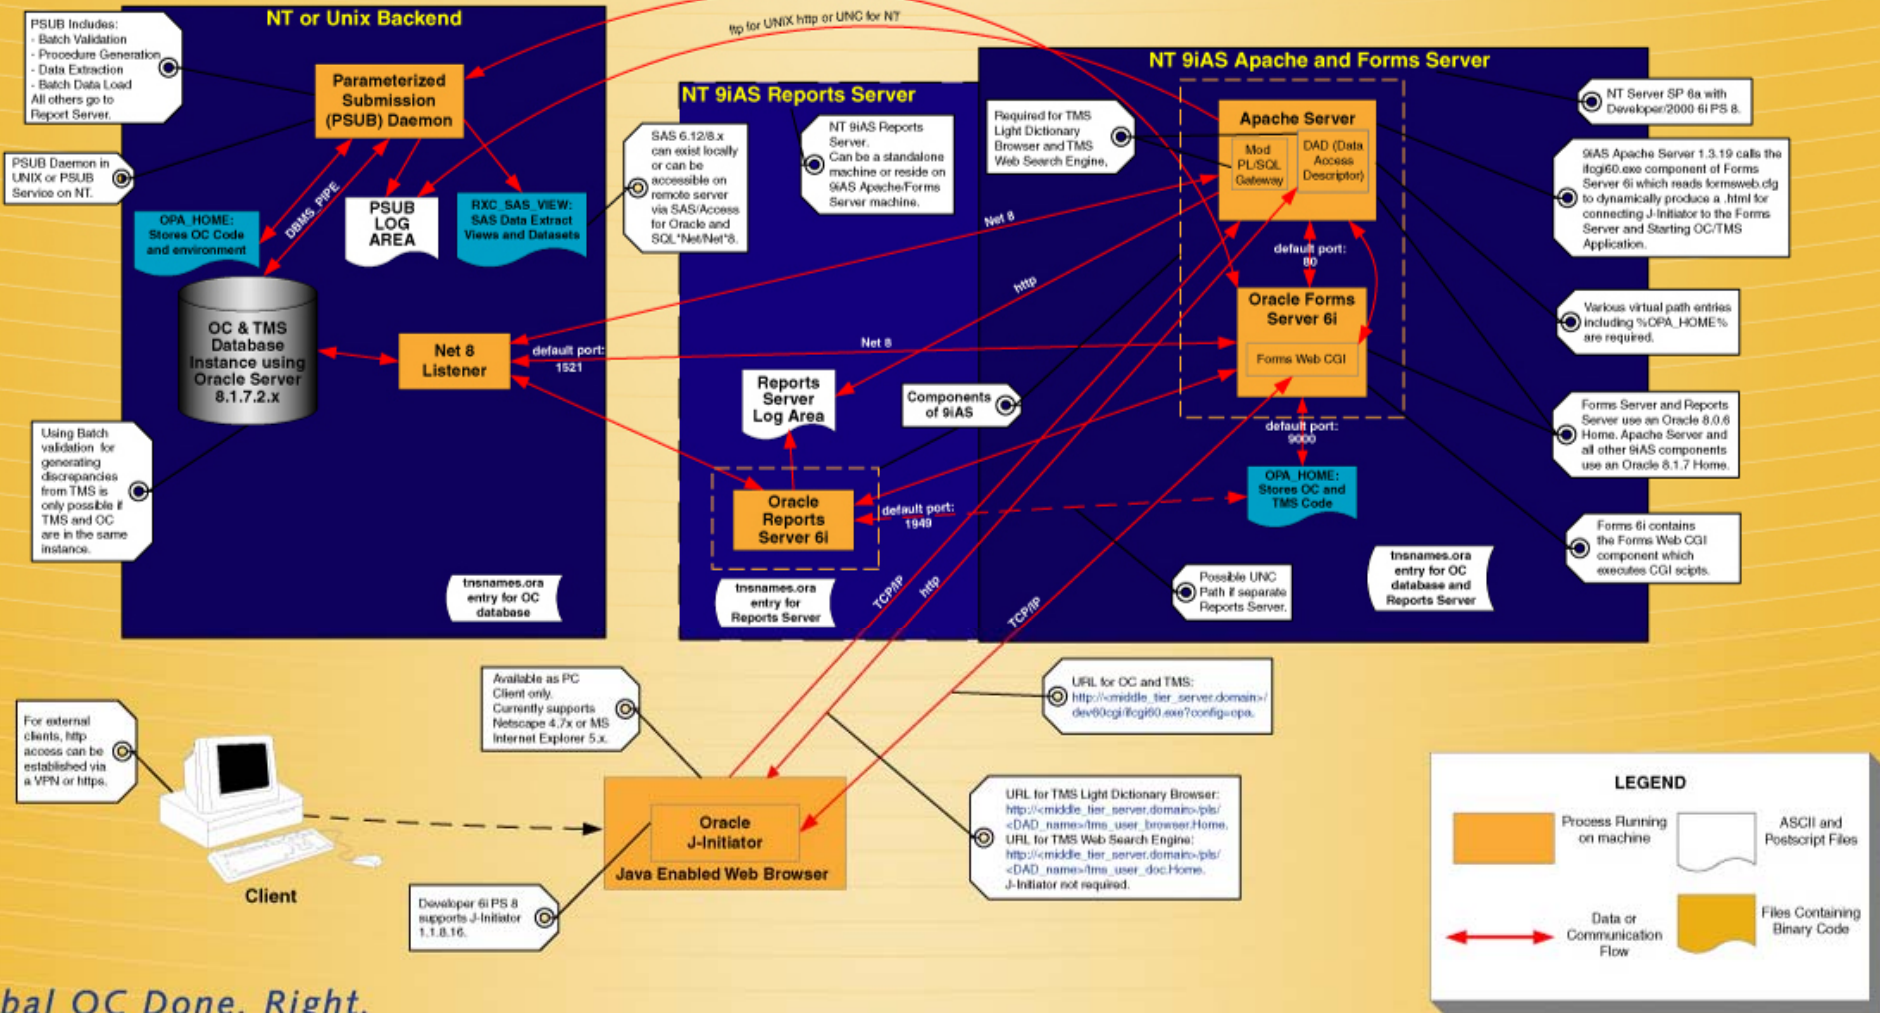 NT or Unix Backend
PSUB Includes:
- Batch Validation
- Procedure Generation
- Data Extraction
- Batch Data Load
All others go to
Report Server.
PSUB Daemon in
UNIX or PSUB
Service on NT.
Parameterized
Submission
(PSUB) Daemon
OPA_HOME:
Stores OC Code
and environment
DBMS_PIPE
PSUB
LOG
AREA
RXC_SAS_VIEW:
SAS Data Extract
Views and Datasets
SAS 6.12/8.x
can exist locally
or can be
accessible on
remote server
via SAS/Access
for Oracle and
SQL*Net/Net*8.
OC & TMS
Database
Instance using
Oracle Server
8.1.7.2.x
Net 8
Listener
default port:
1521
Using Batch
validation for
generating
discrepancies
from TMS is
only possible if
TMS and OC
are in the same
instance.
tnsnames.ora
entry for OC
database
ftp for UNIX http or UNC for NT
NT 9iAS Reports Server
NT 9iAS Reports
Server.
Can be a standalone
machine or reside on
9iAS Apache/Forms
Server machine.
Net 8
http
Net 8
Reports
Server
Log Area
Components
of 9iAS
Oracle
Reports
Server 6i
default port:
1949
tnsnames.ora
entry for
Reports Server
TCP/IP
http
TCP/IP
NT 9iAS Apache and Forms Server
Required for TMS
Light Dictionary
Browser and TMS
Web Search Engine.
Apache Server
Mod
PL/SQL
Gateway
DAD (Data
Access
Descriptor)
default port:
80
Oracle Forms
Server 6i
Forms Web CGI
default port:
9000
OPA_HOME:
Stores OC and
TMS Code
Possible UNC
Path if separate
Reports Server.
tnsnames.ora
entry for OC
database and
Reports Server
NT Server SP 6a with
Developer/2000 6i PS 8.
9iAS Apache Server 1.3.19 calls the
ifcgi60.exe component of Forms
Server 6i which reads formsweb.cfg
to dynamically produce a .html for
connecting J-Initiator to the Forms
Server and Starting OC/TMS
Application.
Various virtual path entries
including %OPA_HOME%
are required.
Forms Server and Reports
Server use an Oracle 8.0.6
Home. Apache Server and
all other 9iAS components
use an Oracle 8.1.7 Home.
Forms 6i contains
the Forms Web CGI
component which
executes CGI scipts.
For external
clients, http
access can be
established via
a VPN or https.
Client
Available as PC
Client only.
Currently supports
Netscape 4.7x or MS
Internet Explorer 5.x.
Oracle
J-Initiator
Java Enabled Web Browser
Developer 6i PS 8
supports J-Initiator
1.1.8.16.
URL for OC and TMS:
http://<middle_tier_server.domain>/
dev60cgi/ifcgi60.exe?config=opa.
URL for TMS Light Dictionary Browser:
http://<middle_tier_server.domain>/pls/
<DAD_name>/tms_user_browser.Home.
URL for TMS Web Search Engine:
http://<middle_tier_server.domain>/pls/
<DAD_name>/tms_user_doc.Home.
J-Initiator not required.
LEGEND
Process Running
on machine
ASCII and
Postscript Files
Data or
Communication
Flow
Files Containing
Binary Code
bal OC Done. Right.